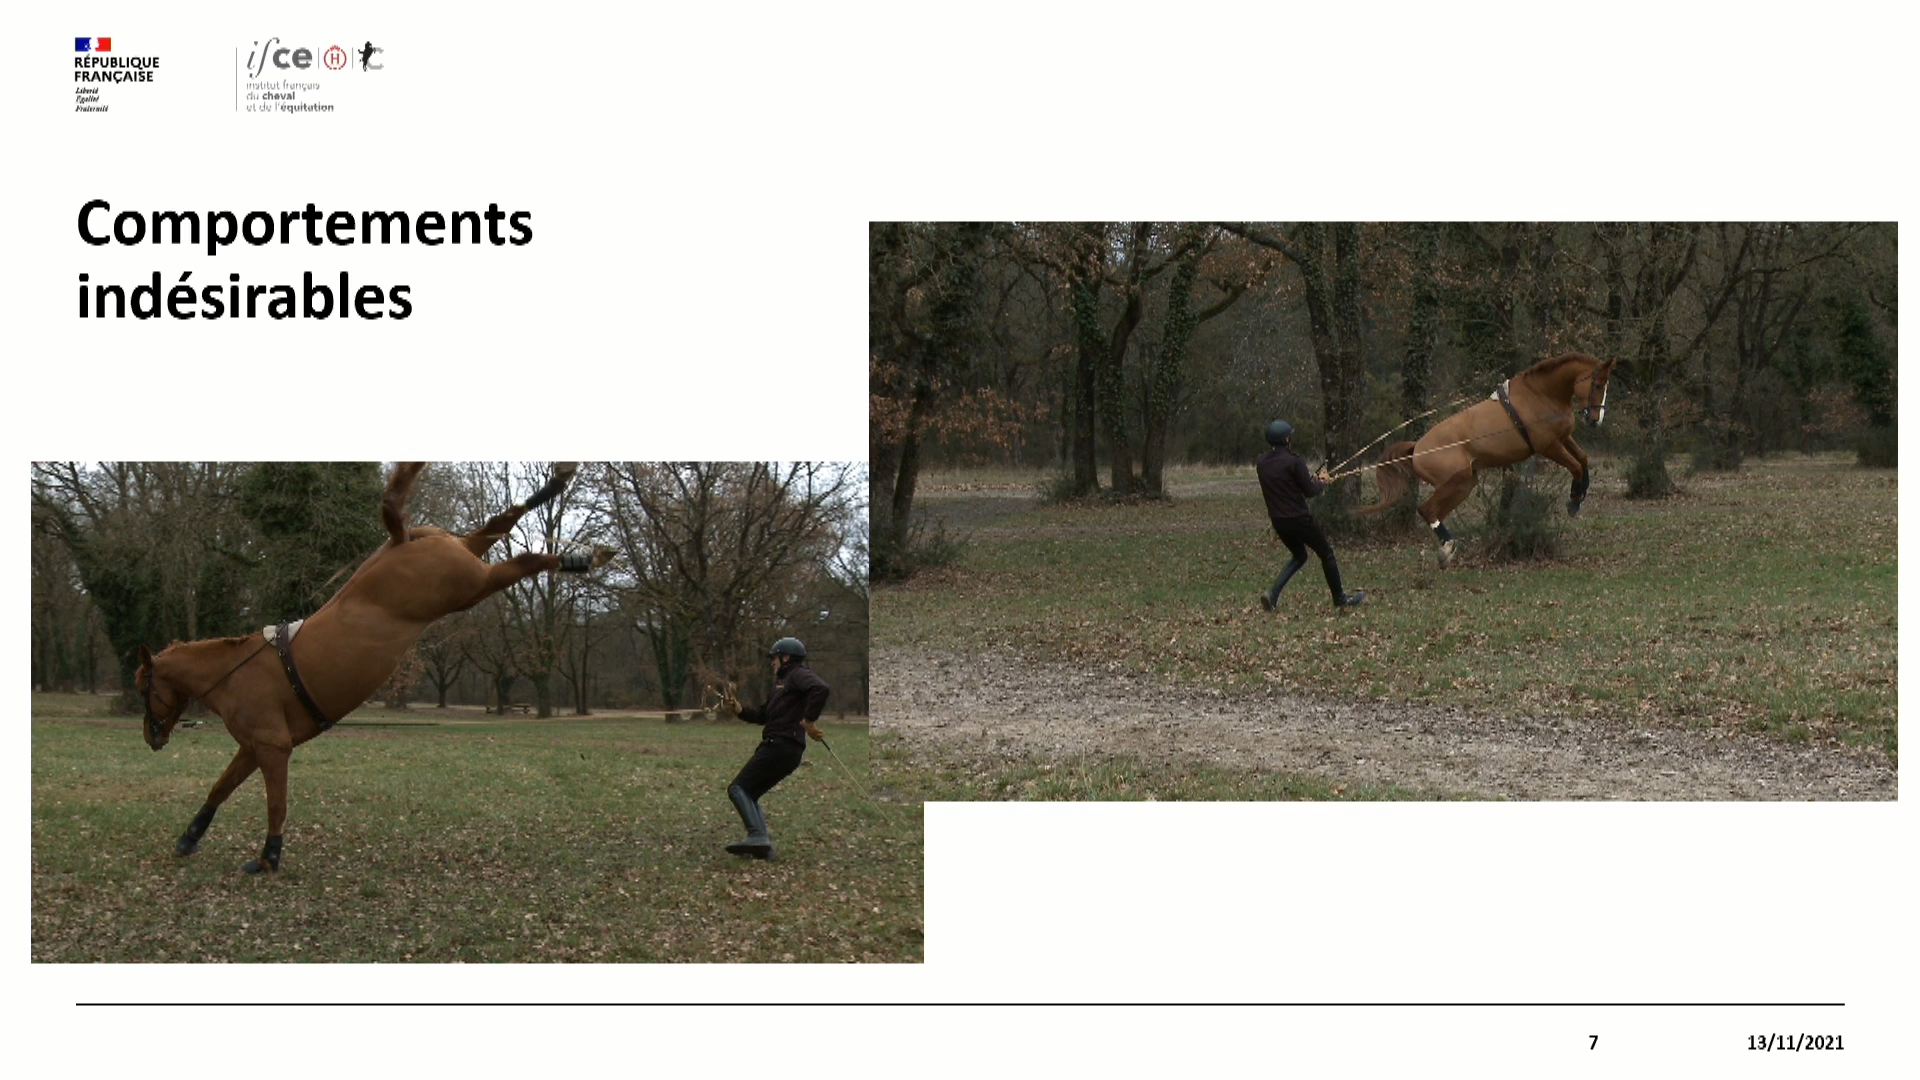 RÉPUBLIQUE
FRANÇAISE
Liberté
Égalité
Fraternité
ifce
institut français
du cheval
et de l'équitation
Comportements
indésirables
7
13/11/2021